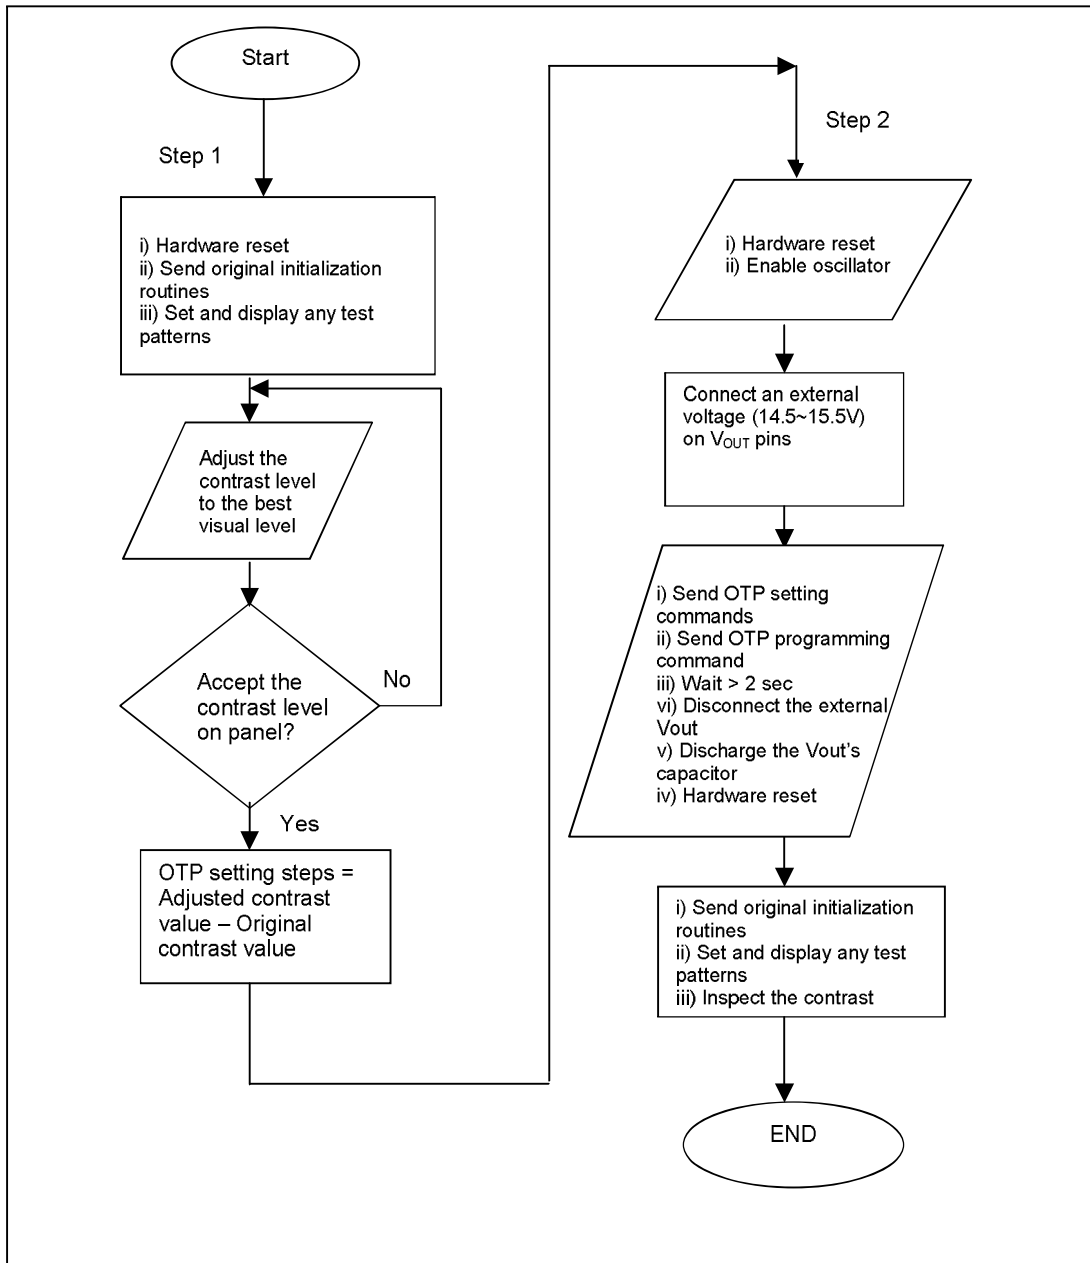 Start
Step 1
i) Hardware reset
ii) Send original initialization
routines
iii) Set and display any test
patterns
Adjust the
contrast level
to the best
visual level
Accept the
contrast level
on panel?
No
Yes
OTP setting steps =
Adjusted contrast
value – Original
contrast value
Step 2
i) Hardware reset
ii) Enable oscillator
Connect an external
voltage (14.5~15.5V)
on VOUT pins
i) Send OTP setting
commands
ii) Send OTP programming
command
iii) Wait > 2 sec
vi) Disconnect the external
Vout
v) Discharge the Vout's
capacitor
iv) Hardware reset
i) Send original initialization
routines
ii) Set and display any test
patterns
iii) Inspect the contrast
END